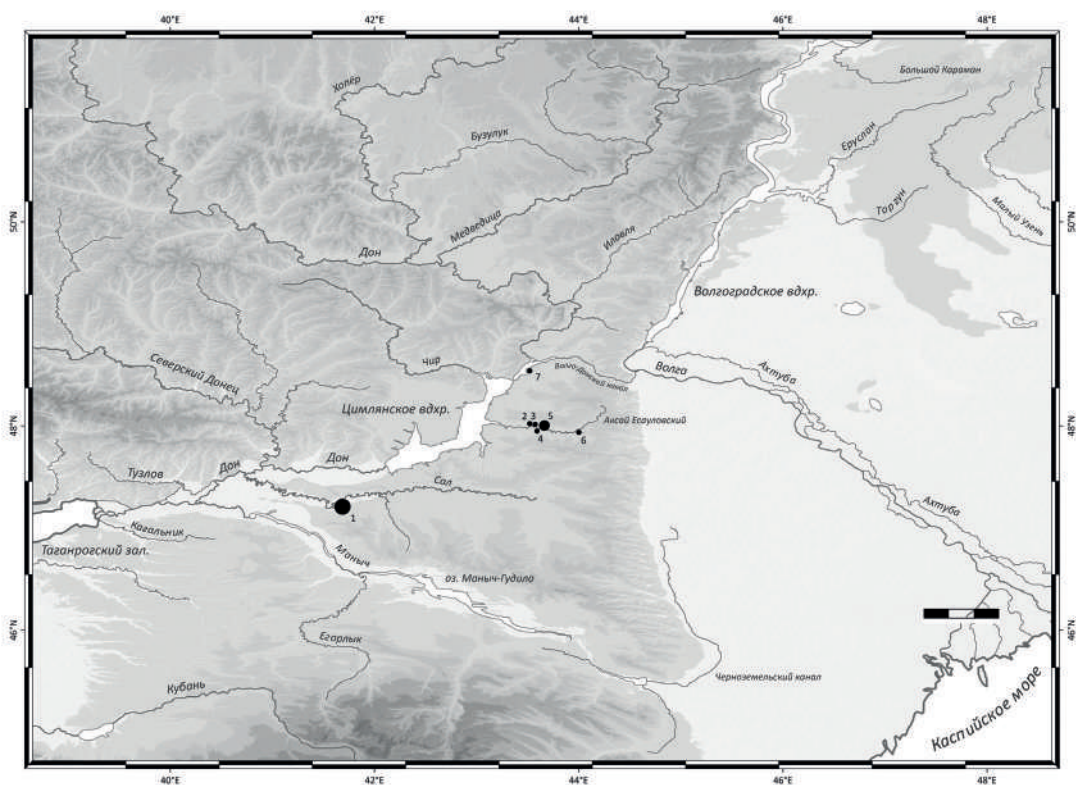 40°E 42°E 44°E 46°E 48°E
Большой Караман
Хопёр
Бузулук
Еруслан
Торгун
Малый Узень
50°N
50°N
Медведица
Иловля
Дон
Волгоградское вдхр.
Чир
Волго-Донской канал
Волга
Ахтуба
7
Северский Донец
Цимлянское вдхр.
2 3 5
Аксай Есауловский
4
6
48°N
48°N
Дон
Дон
Тузлов
Сал
1
Ахтуба
Кагальник
Таганрогский зал.
Маныч
оз. Маныч-Гудило
46°N
46°N
Егарлык
Черноземельский канал
Кубань
Каспийское море
40°E 42°E 44°E 46°E 48°E